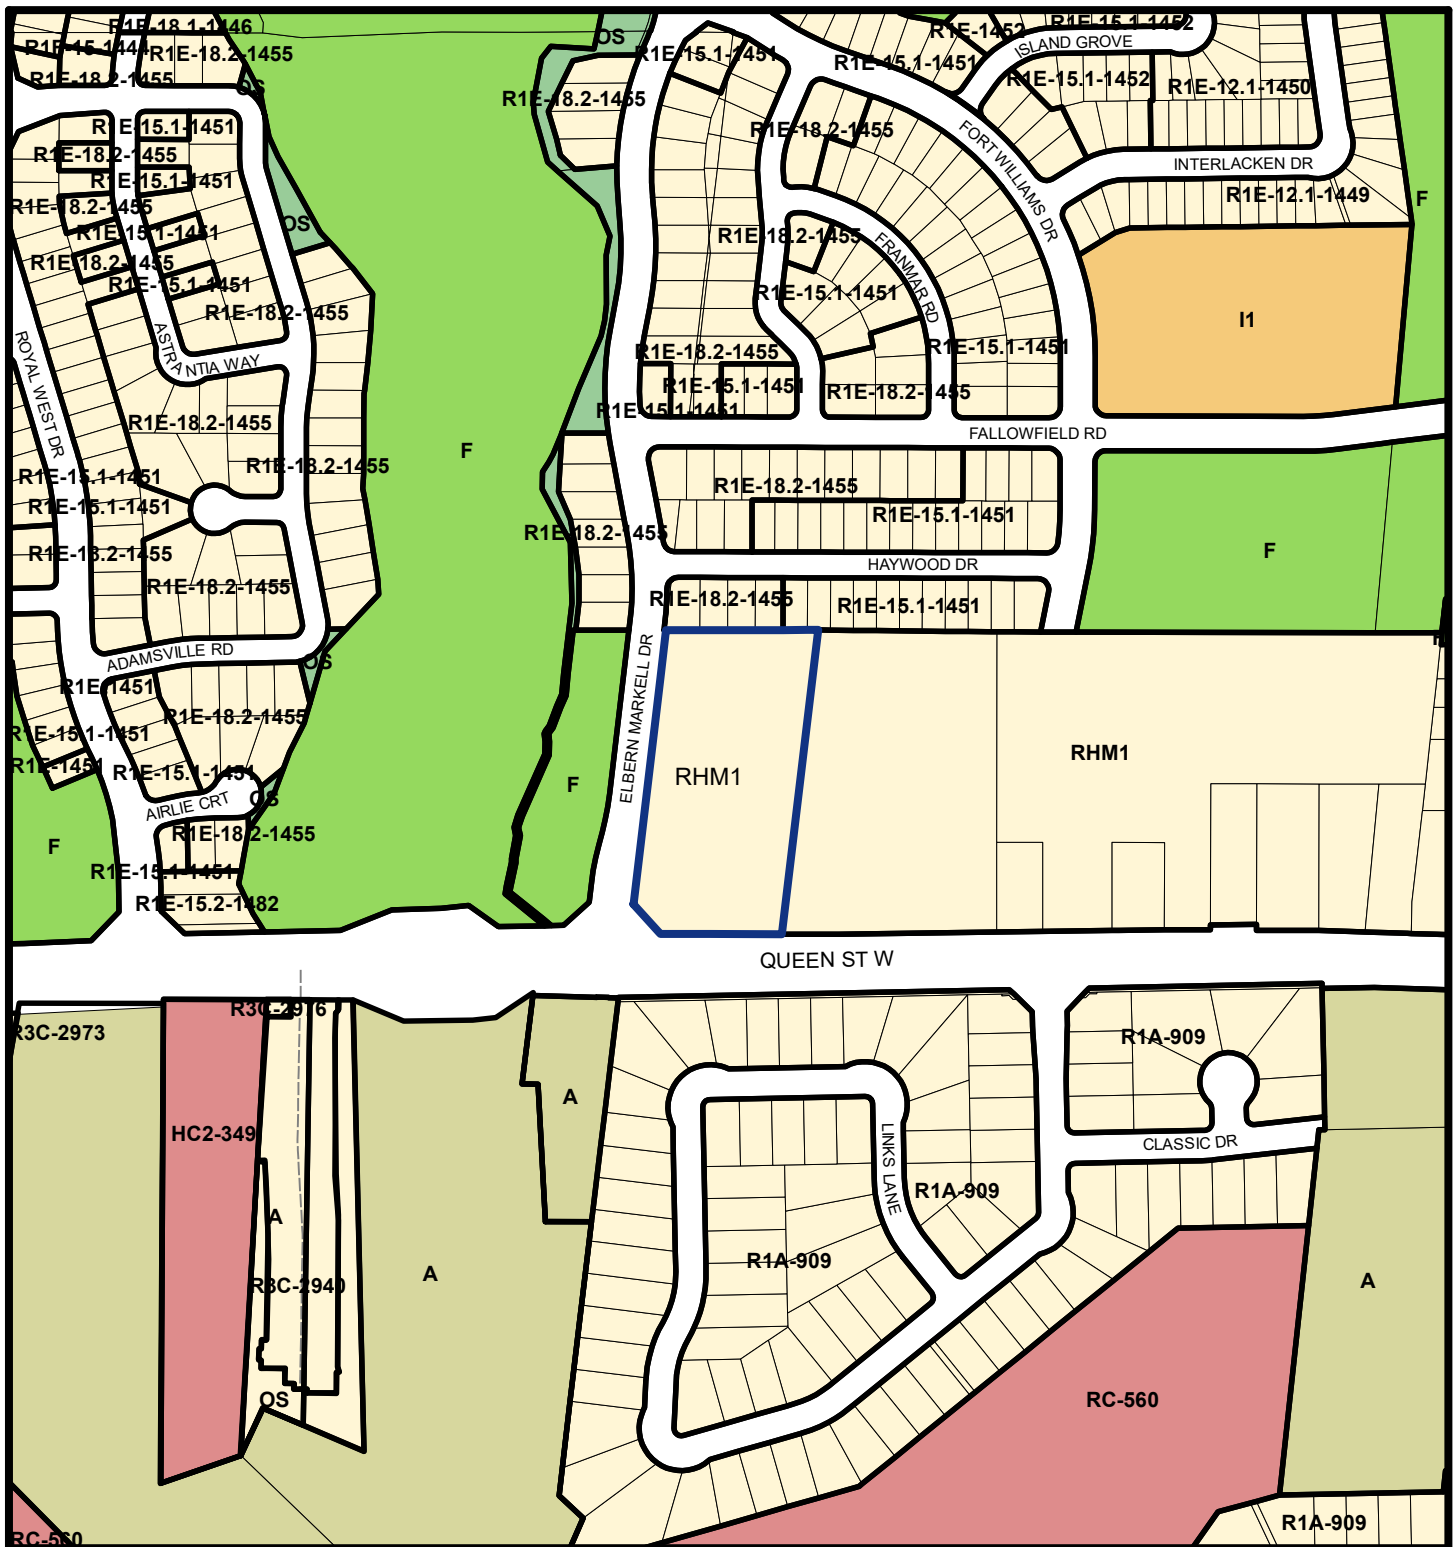 R1E-18.1-1446
R1E-15.1-1452
R1E-1452
OS
ISLAND GROVE
R1E-18.2-1455
R1E-15.1-1451
R1E-15.1-1451
R1E-18.2-1455
R1E-15.1-1452
OS
R1E-12.1-1450
R1E-18.2-1455
R1E-15.1-1451
R1E-18.2-1455
FORT WILLIAMS DR
R1E-18.2-1455
INTERLACKEN DR
R1E-15.1-1451
R1E-12.1-1449
F
R1E-18.2-1455
OS
R1E-15.1-1451
R1E-18.2-1455
FRANMAR RD
R1E-18.2-1455
R1E-15.1-1451
R1E-15.1-1451
R1E-18.2-1455
I1
ASTRANTIA WAY
R1E-18.2-1455
R1E-15.1-1451
ROYAL WEST DR
R1E-15.1-1451
R1E-18.2-1455
R1E-15.1-1451
R1E-18.2-1455
FALLOWFIELD RD
F
R1E-18.2-1455
R1E-15.1-1451
R1E-18.2-1455
R1E-15.1-1451
R1E-15.1-1451
R1E-18.2-1455
F
R1E-18.2-1455
HAYWOOD DR
R1E-18.2-1455
R1E-18.2-1455
R1E-15.1-1451
ADAMSVILLE RD
OS
ELBERN MARKELL DR
R1E-1451
R1E-18.2-1455
R1E-15.1-1451
RHM1
R1E-1451
R1E-15.1-1451
RHM1
F
AIRLIE CRT
OS
R1E-18.2-1455
F
R1E-15.1-1451
R1E-15.2-1482
QUEEN ST W
R3C-2976
R3C-2973
R1A-909
A
HC2-349
CLASSIC DR
LINKS LANE
R1A-909
A
R1A-909
A
A
R3C-2940
OS
RC-560
R1A-909
RC-560